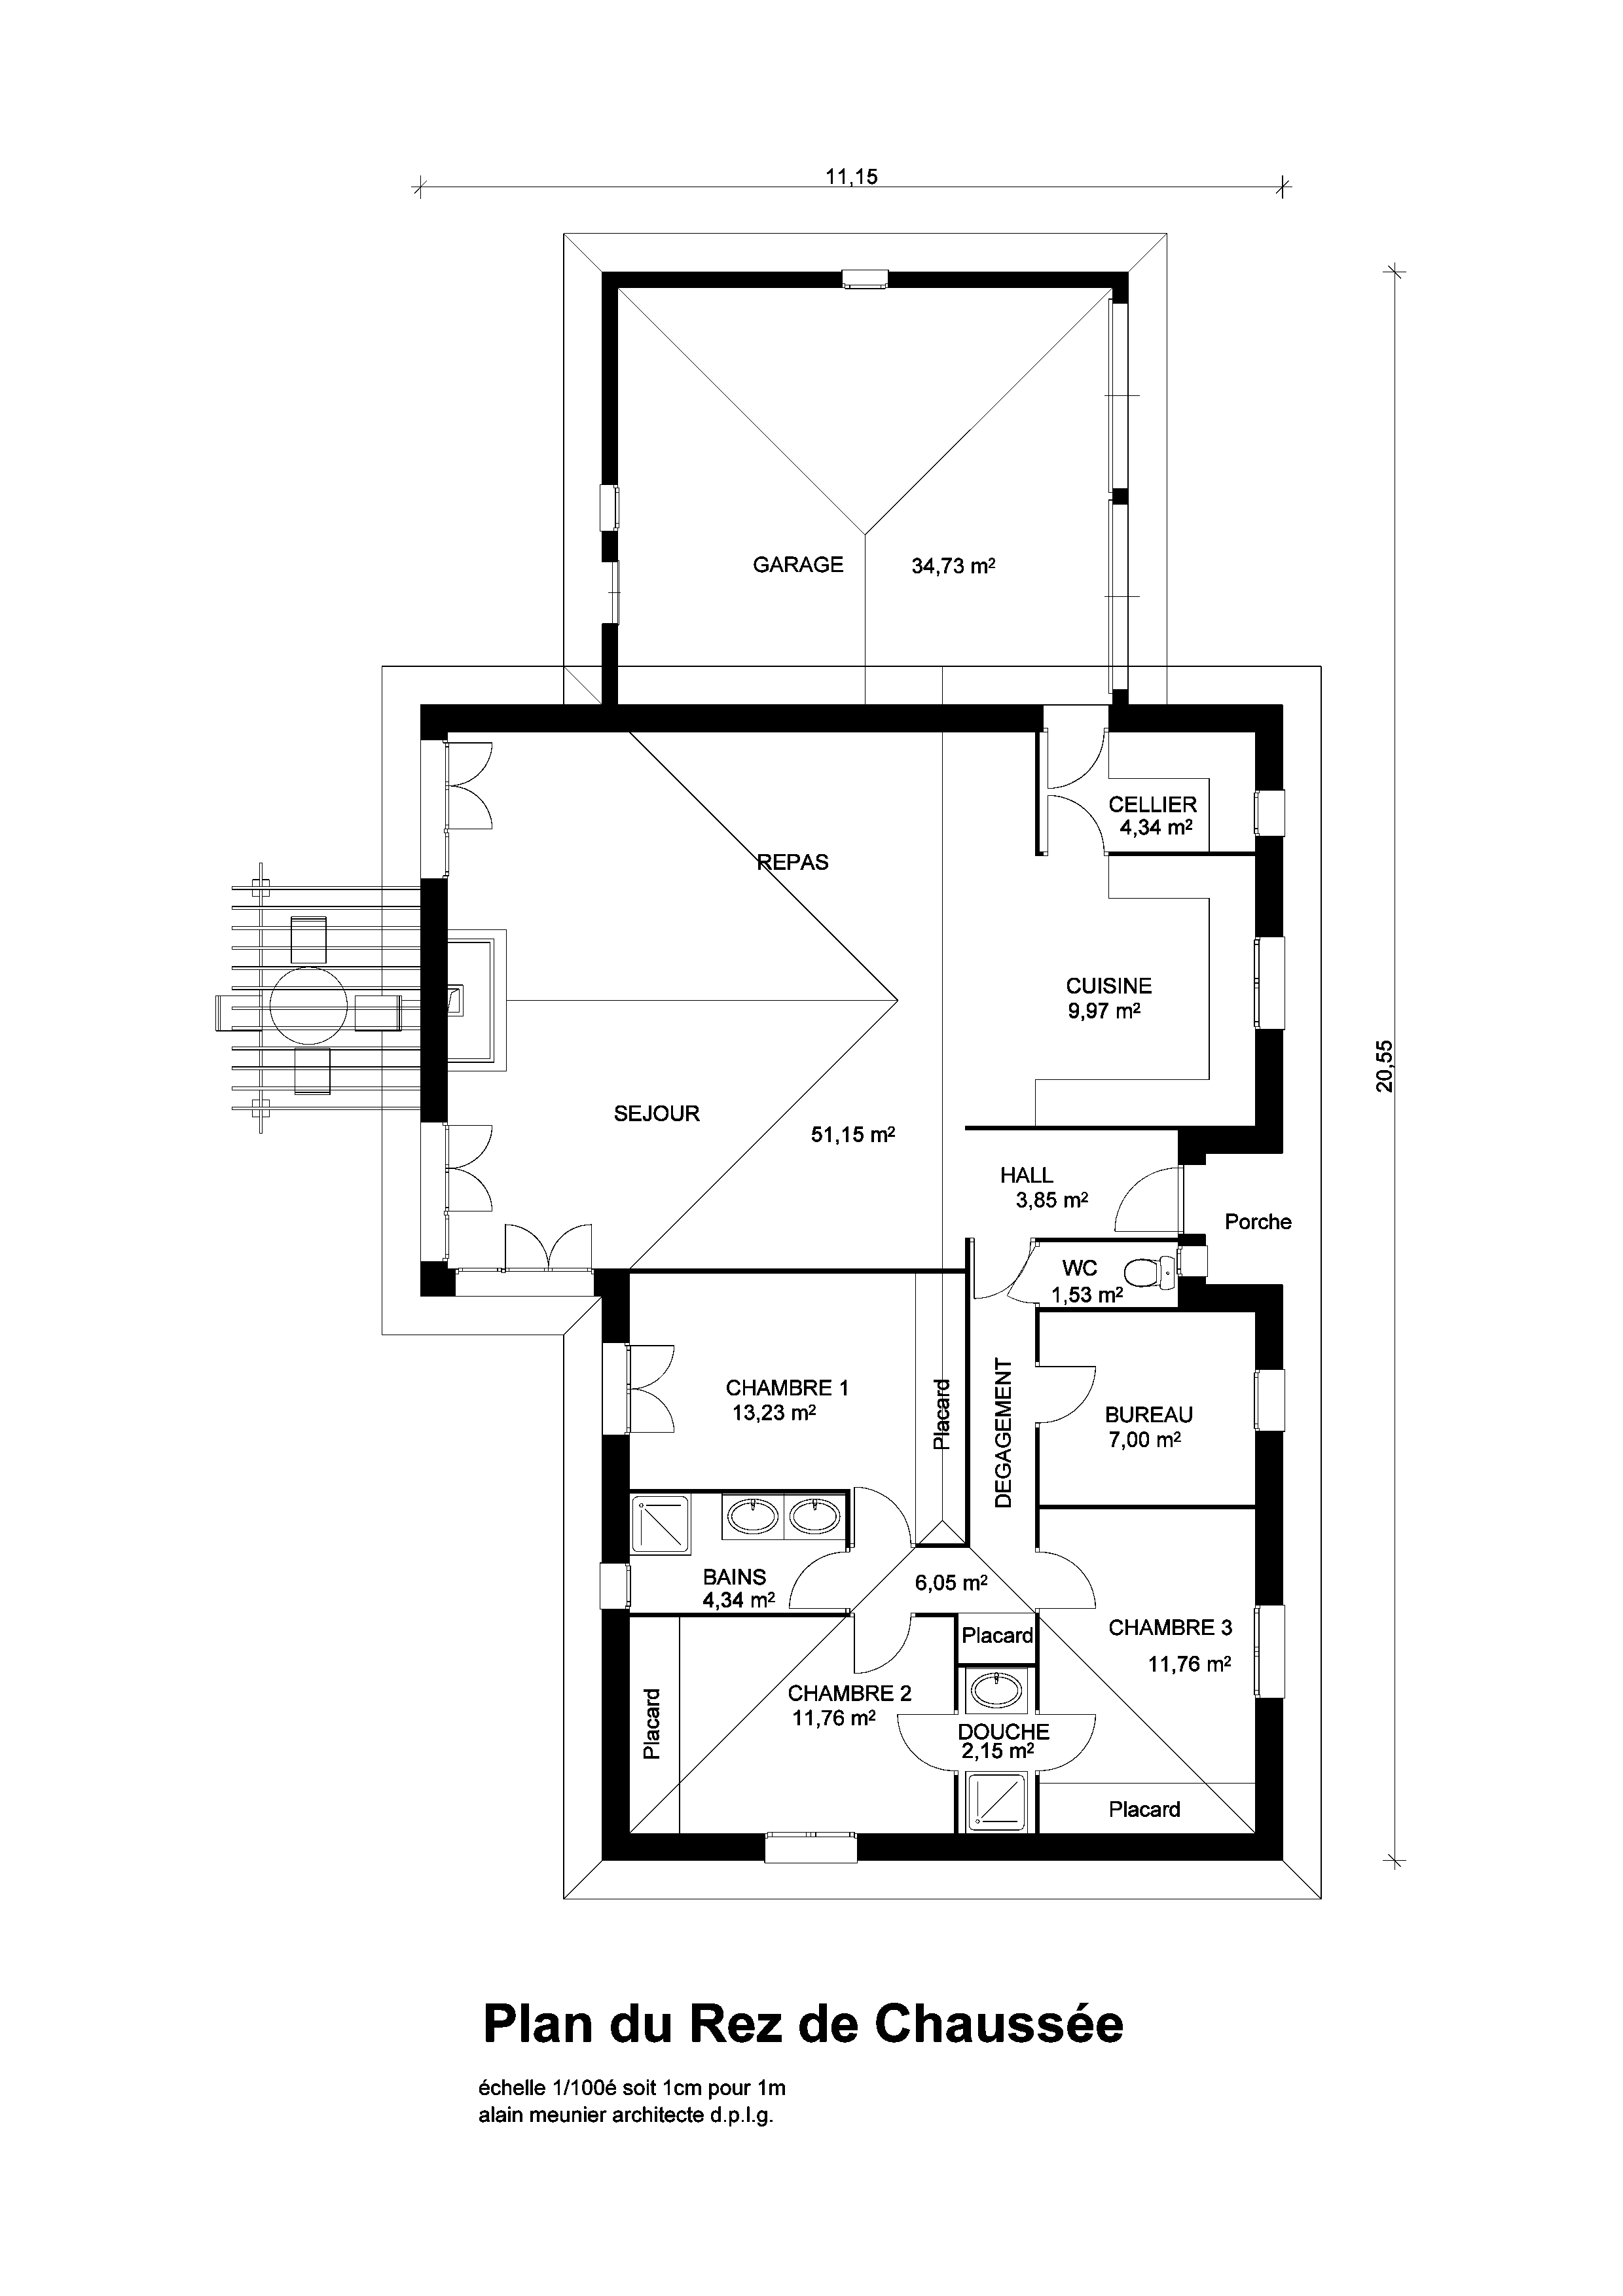 11,15
GARAGE
34,73 m²
CELLIER
4,34 m²
REPAS
CUISINE
9,97 m²
20,55
SEJOUR
51,15 m²
HALL
3,85 m²
Porche
WC
1,53 m²
CHAMBRE 1
13,23 m²
Placard
DEGAGEMENT
BUREAU
7,00 m²
BAINS
4,34 m²
6,05 m²
Placard
CHAMBRE 3
11,76 m²
CHAMBRE 2
11,76 m²
Placard
DOUCHE
2,15 m²
Placard
Plan du Rez de Chaussée
échelle 1/100é soit 1cm pour 1m
alain meunier architecte d.p.l.g.